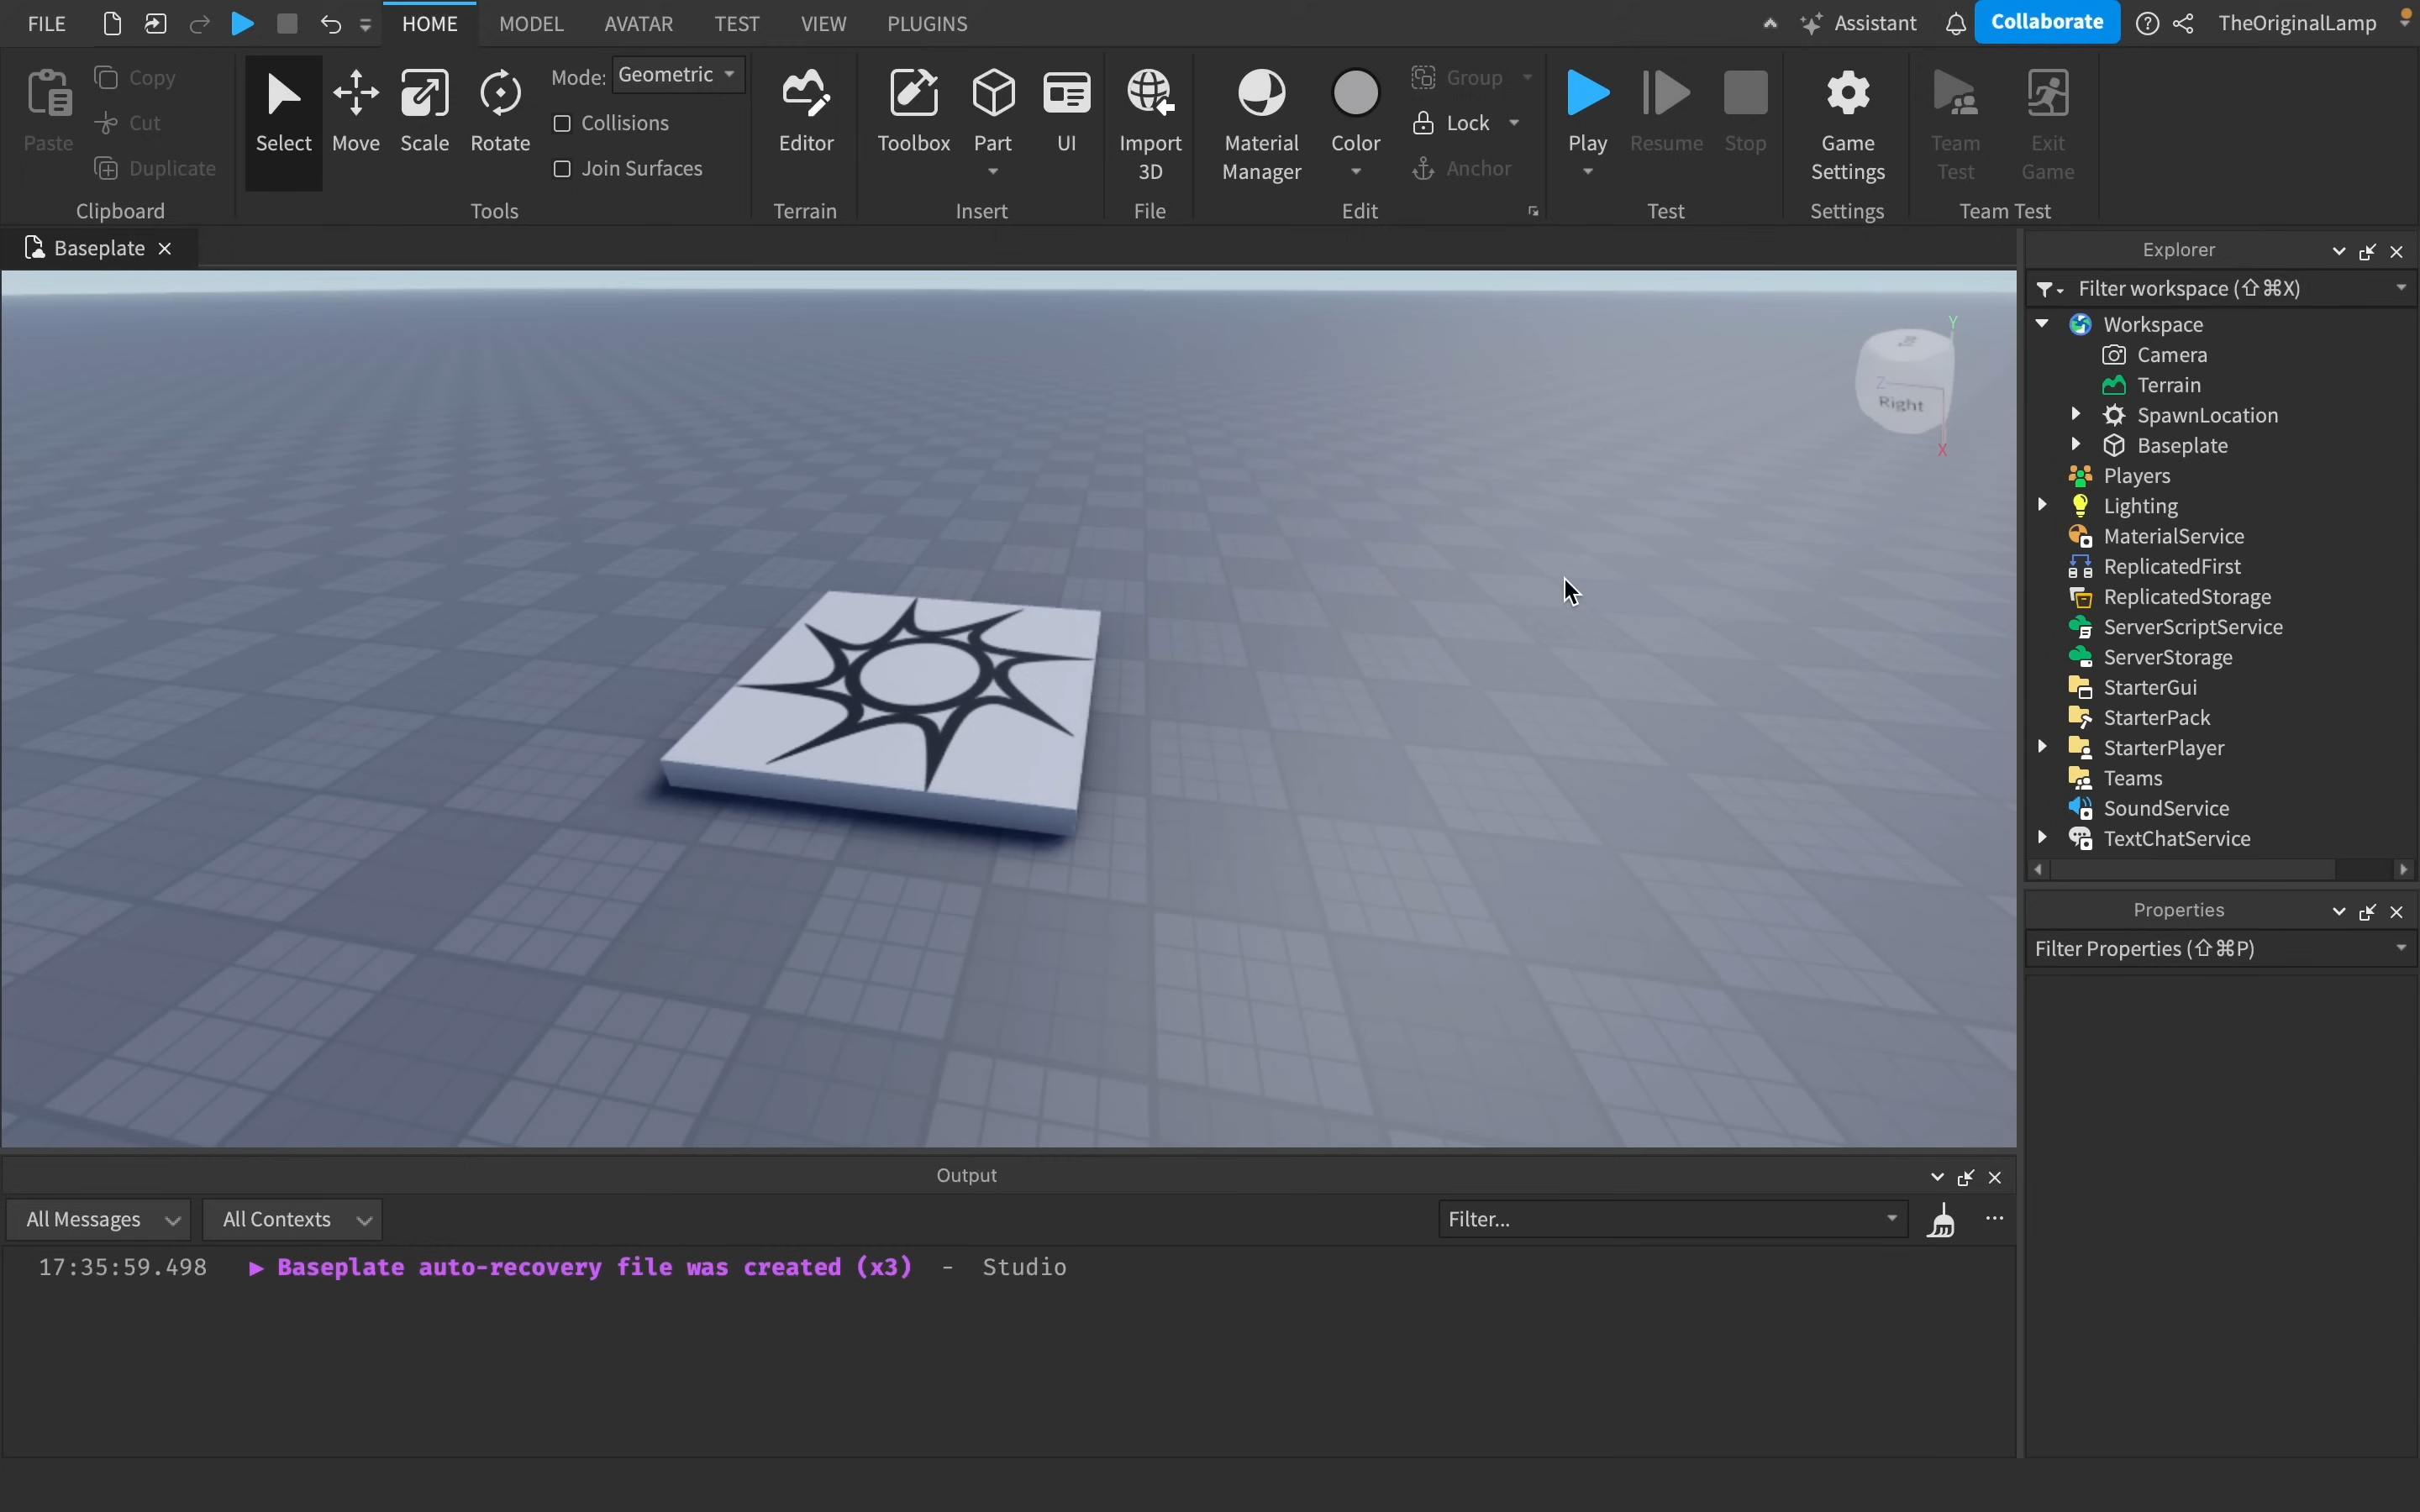 FILE HOME MODEL AVATAR TEST VIEW PLUGINS Assistant Collaborate TheOriginalLamp
Paste
Copy
Cut
Duplicate
Clipboard
Select
Move
Scale
Rotate
Mode: Geometric
Collisions
Join Surfaces
Tools
Editor
Terrain
Toolbox
Part
UI
Insert
Import
3D
File
Material
Manager
Color
Group
Lock
Anchor
Edit
Play
Resume
Stop
Test
Game
Settings
Settings
Team
Test
Exit
Game
Team Test
Baseplate
Y
Z
Right
X
Explorer
Filter workspace (⇧⌘X)
Workspace
Camera
Terrain
SpawnLocation
Baseplate
Players
Lighting
MaterialService
ReplicatedFirst
ReplicatedStorage
ServerScriptService
ServerStorage
StarterGui
StarterPack
StarterPlayer
Teams
SoundService
TextChatService
Properties
Filter Properties (⇧⌘P)
Output
All Messages All Contexts Filter...
17:35:59.498 ▶ Baseplate auto-recovery file was created (x3) - Studio